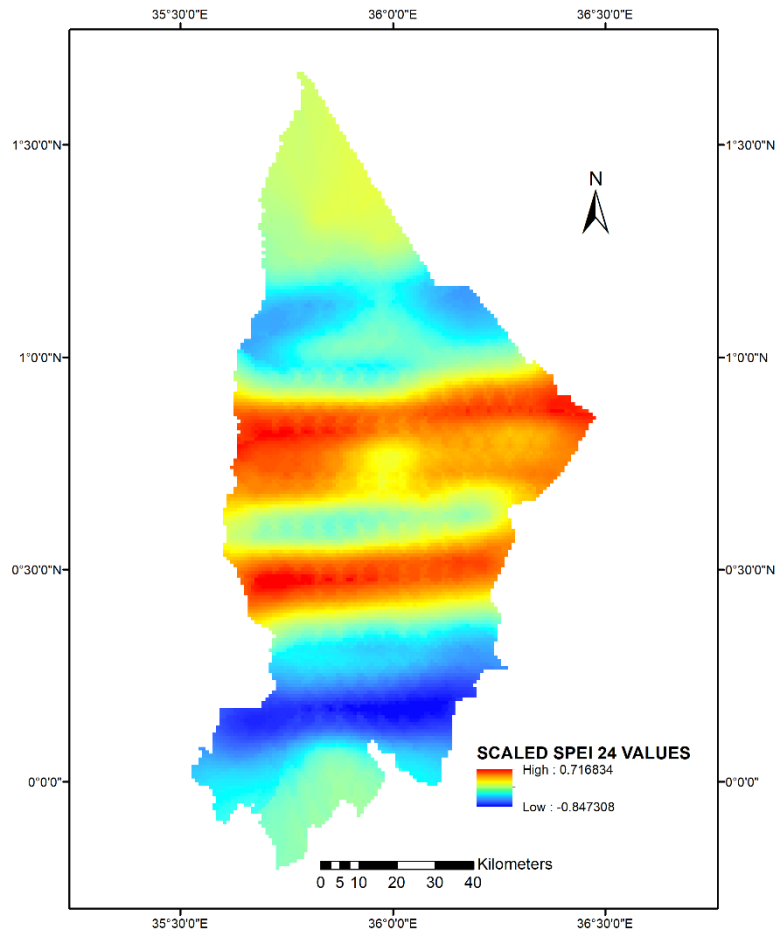 35°30'0"E 36°0'0"E 36°30'0"E
1°30'0"N 1°30'0"N
N
1°0'0"N 1°0'0"N
0°30'0"N 0°30'0"N
SCALED SPEI 24 VALUES
High : 0.716834
Low : -0.847308
0°0'0" 0°0'0"
Kilometers
0 5 10 20 30 40
35°30'0"E 36°0'0"E 36°30'0"E